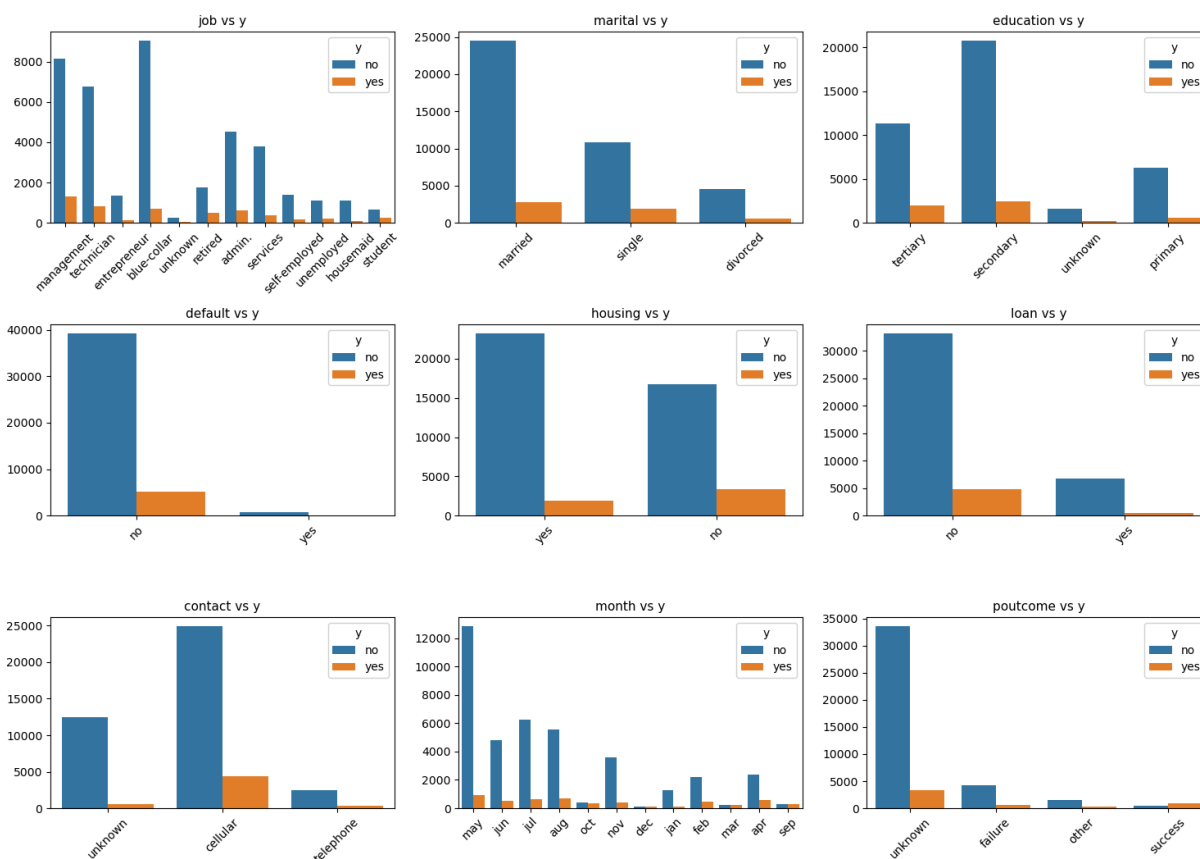 job vs y
y
no
yes
8000
6000
4000
2000
0
management
technician
entrepreneur
blue-collar
unknown
retired
admin.
services
self-employed
unemployed
housemaid
student
marital vs y
y
no
yes
25000
20000
15000
10000
5000
0
married
single
divorced
education vs y
y
no
yes
20000
15000
10000
5000
0
tertiary
secondary
unknown
primary
default vs y
y
no
yes
40000
30000
20000
10000
0
no
yes
housing vs y
y
no
yes
20000
15000
10000
5000
0
yes
no
loan vs y
y
no
yes
30000
25000
20000
15000
10000
5000
0
no
yes
contact vs y
y
no
yes
25000
20000
15000
10000
5000
0
unknown
cellular
telephone
month vs y
y
no
yes
12000
10000
8000
6000
4000
2000
0
may
jun
jul
aug
oct
nov
dec
jan
feb
mar
apr
sep
poutcome vs y
y
no
yes
35000
30000
25000
20000
15000
10000
5000
0
unknown
failure
other
success